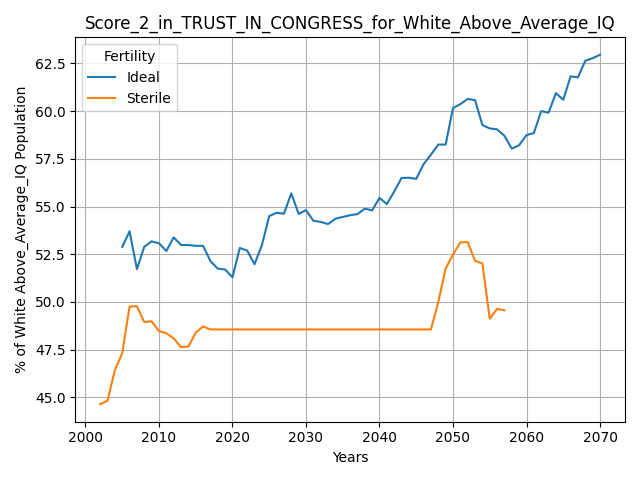 Score_2_in_TRUST_IN_CONGRESS_for_White_Above_Average_IQ
Fertility
Ideal
Sterile
% of White Above_Average_IQ Population
62.5
60.0
57.5
55.0
52.5
50.0
47.5
45.0
2000 2010 2020 2030 2040 2050 2060 2070
Years